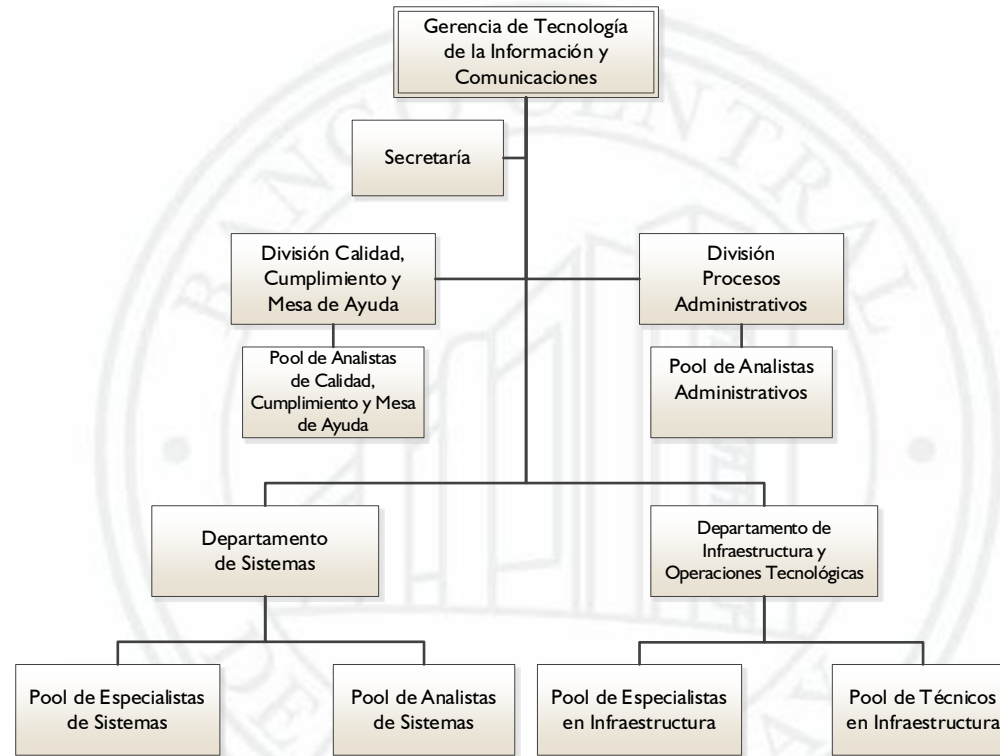 Gerencia de Tecnología
de la Información y
Comunicaciones
Secretaría
División Calidad,
Cumplimiento y
Mesa de Ayuda
División
Procesos
Administrativos
Pool de Analistas
de Calidad,
Cumplimiento y Mesa
de Ayuda
Pool de Analistas
Administrativos
Departamento
de Sistemas
Departamento de
Infraestructura y
Operaciones Tecnológicas
Pool de Especialistas
de Sistemas
Pool de Analistas
de Sistemas
Pool de Especialistas
en Infraestructura
Pool de Técnicos
en Infraestructura
BANCO CENTRAL
DEL